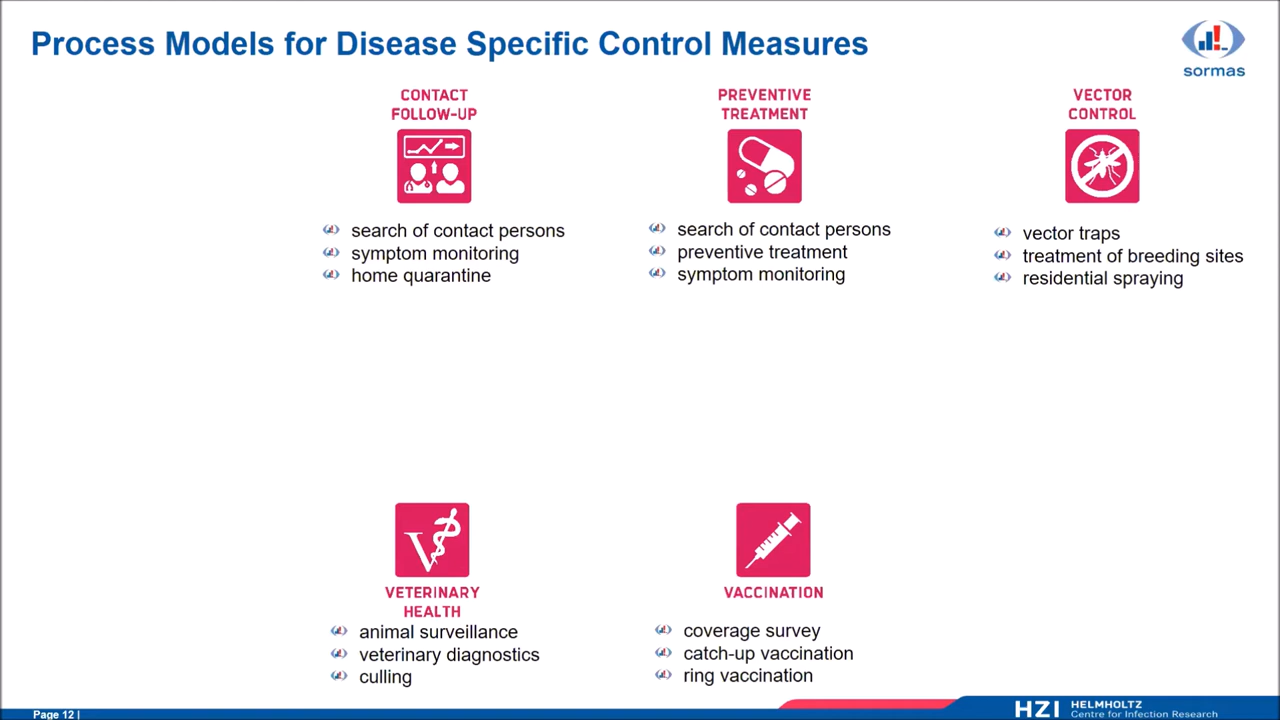 Process Models for Disease Specific Control Measures
sormas
CONTACT
FOLLOW-UP
search of contact persons
symptom monitoring
home quarantine
PREVENTIVE
TREATMENT
search of contact persons
preventive treatment
symptom monitoring
VECTOR
CONTROL
vector traps
treatment of breeding sites
residential spraying
V
VETERINARY
HEALTH
animal surveillance
veterinary diagnostics
culling
VACCINATION
coverage survey
catch-up vaccination
ring vaccination
Page 12 |
HZI HELMHOLTZ
Centre for Infection Research